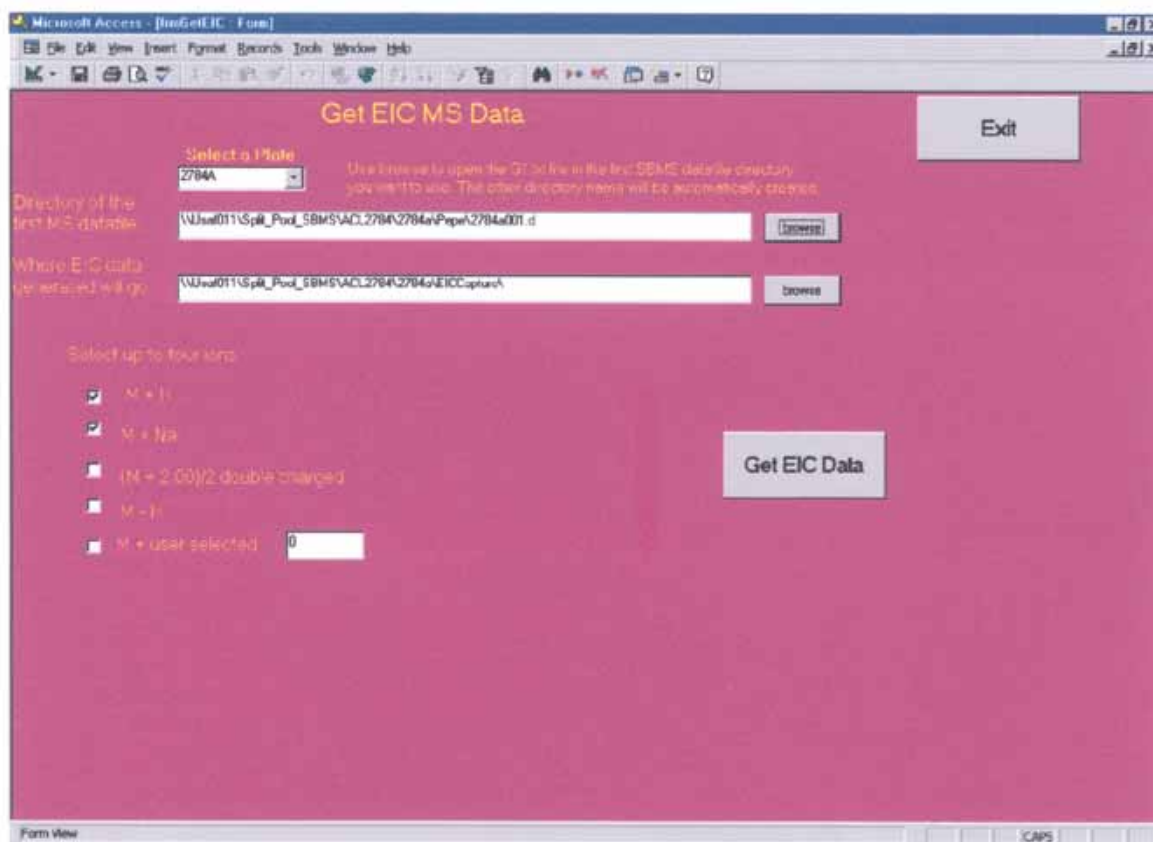 Microsoft Access - [frmGetEIC : Form]
File Edit View Insert Format Records Tools Window Help
Get EIC MS Data
Exit
Select a Plate
2784A
Use browse to open the file in the first SBMS datafile directory
you want to use. The other directory name will be automatically created.
Directory of the
first MS datafile
\\Usaf011\Split_Pool_SBMS\ACL2784\2784a\Pepe\2784a001.d
browse
Where EIC data
generated will go
\\Usaf011\Split_Pool_SBMS\ACL2784\2784a\EICCapture\
browse
Select up to four ions
M + H
M + Na
(M + 2.00)/2 double charged
M - H
M + user selected
0
Get EIC Data
Form View
CAPS